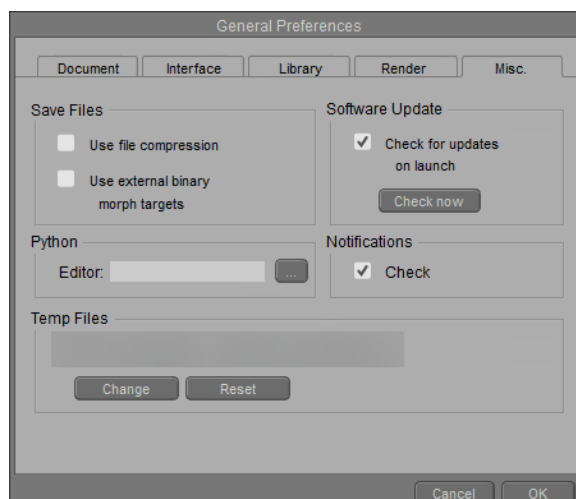 General Preferences
Document Interface Library Render Misc.
Save Files
Use file compression
Use external binary
morph targets
Software Update
Check for updates
on launch
Check now
Python
Editor: ...
Notifications
Check
Temp Files
Change Reset
Cancel OK